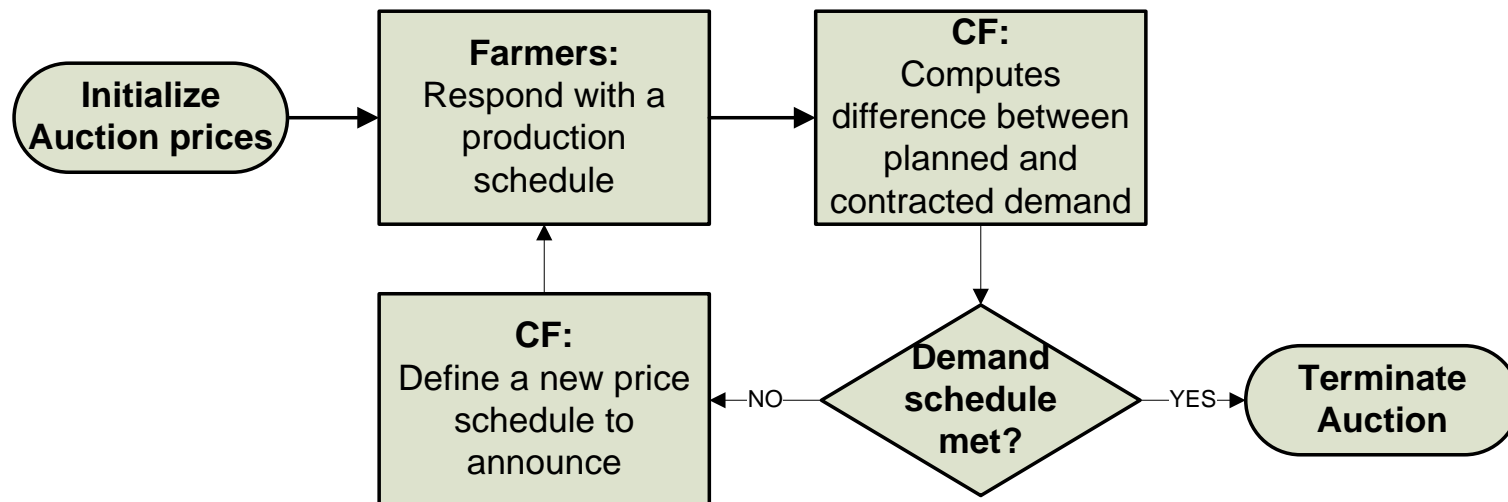 Initialize
Auction prices
Farmers:
Respond with a
production
schedule
CF:
Computes
difference between
planned and
contracted demand
Demand
schedule
met?
NO
YES
CF:
Define a new price
schedule to
announce
Terminate
Auction